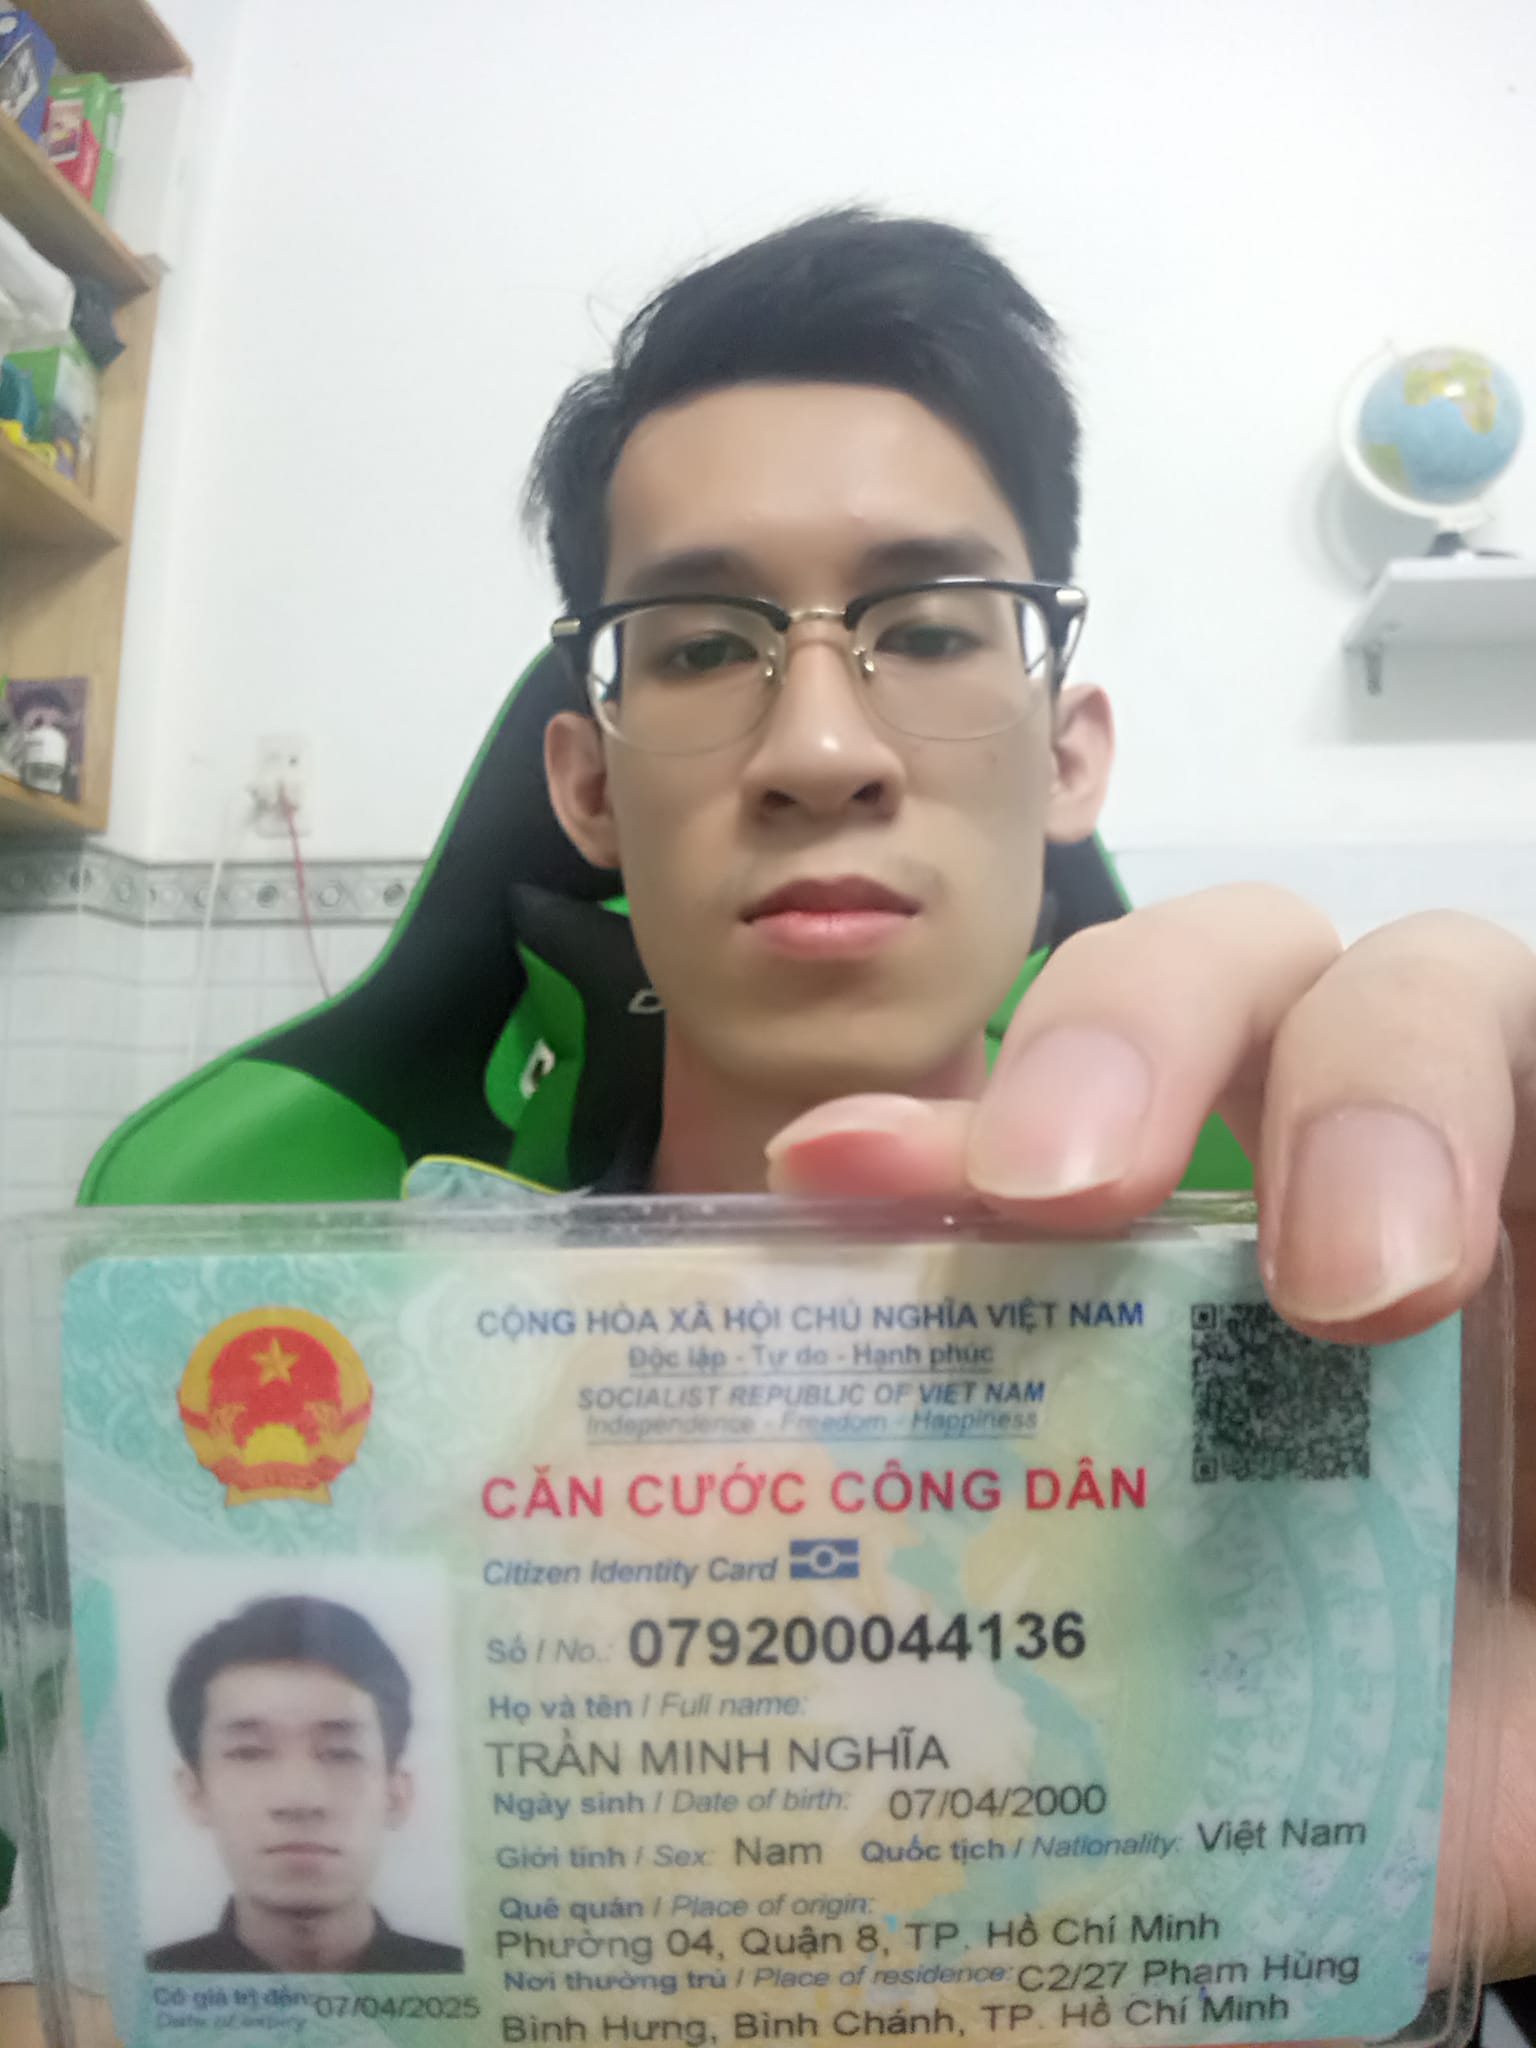 CỘNG HÒA XÃ HỘI CHỦ NGHĨA VIỆT NAM
Độc lập - Tự do - Hạnh phúc
SOCIALIST REPUBLIC OF VIET NAM
Independence - Freedom - Happiness
CĂN CƯỚC CÔNG DÂN
Citizen Identity Card
Số / No.: 079200044136
Họ và tên / Full name:
TRẦN MINH NGHĨA
Ngày sinh / Date of birth: 07/04/2000
Giới tính / Sex: Nam Quốc tịch / Nationality: Việt Nam
Quê quán / Place of origin:
Phường 04, Quận 8, TP. Hồ Chí Minh
Nơi thường trú / Place of residence: C2/27 Phạm Hùng
Bình Hưng, Bình Chánh, TP. Hồ Chí Minh
Có giá trị đến: 07/04/2025
Date of expiry